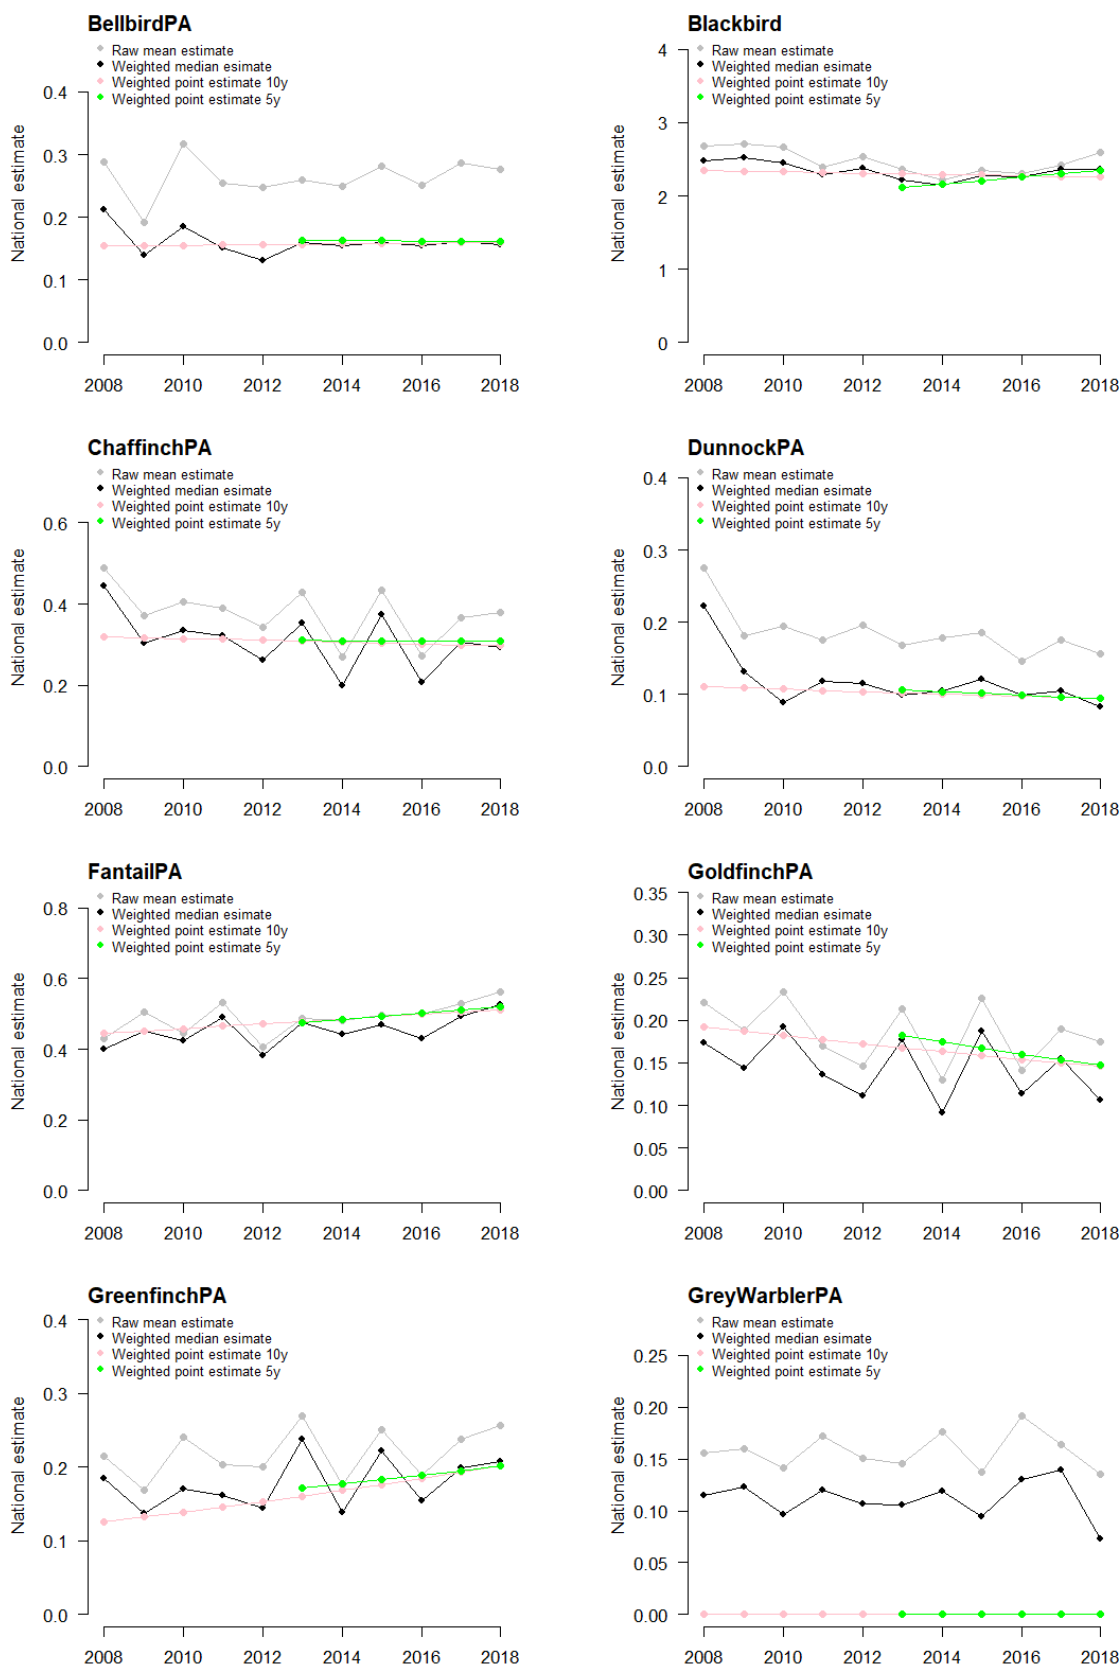 BellbirdPA
Raw mean estimate
Weighted median esimate
Weighted point estimate 10y
Weighted point estimate 5y
National estimate
0.4
0.3
0.2
0.1
0.0
2008 2010 2012 2014 2016 2018
Blackbird
Raw mean estimate
Weighted median esimate
Weighted point estimate 10y
Weighted point estimate 5y
National estimate
4
3
2
1
0
2008 2010 2012 2014 2016 2018
ChaffinchPA
Raw mean estimate
Weighted median esimate
Weighted point estimate 10y
Weighted point estimate 5y
National estimate
0.6
0.4
0.2
0.0
2008 2010 2012 2014 2016 2018
DunnockPA
Raw mean estimate
Weighted median esimate
Weighted point estimate 10y
Weighted point estimate 5y
National estimate
0.4
0.3
0.2
0.1
0.0
2008 2010 2012 2014 2016 2018
FantailPA
Raw mean estimate
Weighted median esimate
Weighted point estimate 10y
Weighted point estimate 5y
National estimate
0.8
0.6
0.4
0.2
0.0
2008 2010 2012 2014 2016 2018
GoldfinchPA
Raw mean estimate
Weighted median esimate
Weighted point estimate 10y
Weighted point estimate 5y
National estimate
0.35
0.30
0.25
0.20
0.15
0.10
0.05
0.00
2008 2010 2012 2014 2016 2018
GreenfinchPA
Raw mean estimate
Weighted median esimate
Weighted point estimate 10y
Weighted point estimate 5y
National estimate
0.4
0.3
0.2
0.1
0.0
2008 2010 2012 2014 2016 2018
GreyWarblerPA
Raw mean estimate
Weighted median esimate
Weighted point estimate 10y
Weighted point estimate 5y
National estimate
0.25
0.20
0.15
0.10
0.05
0.00
2008 2010 2012 2014 2016 2018